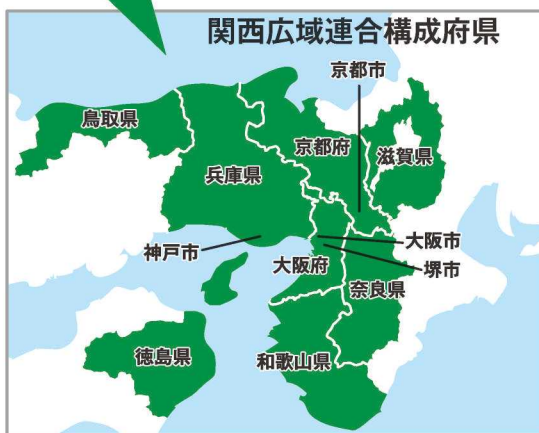 関西広域連合構成府県
京都市
鳥取県
京都府
滋賀県
兵庫県
神戸市
大阪市
大阪府
堺市
奈良県
徳島県
和歌山県